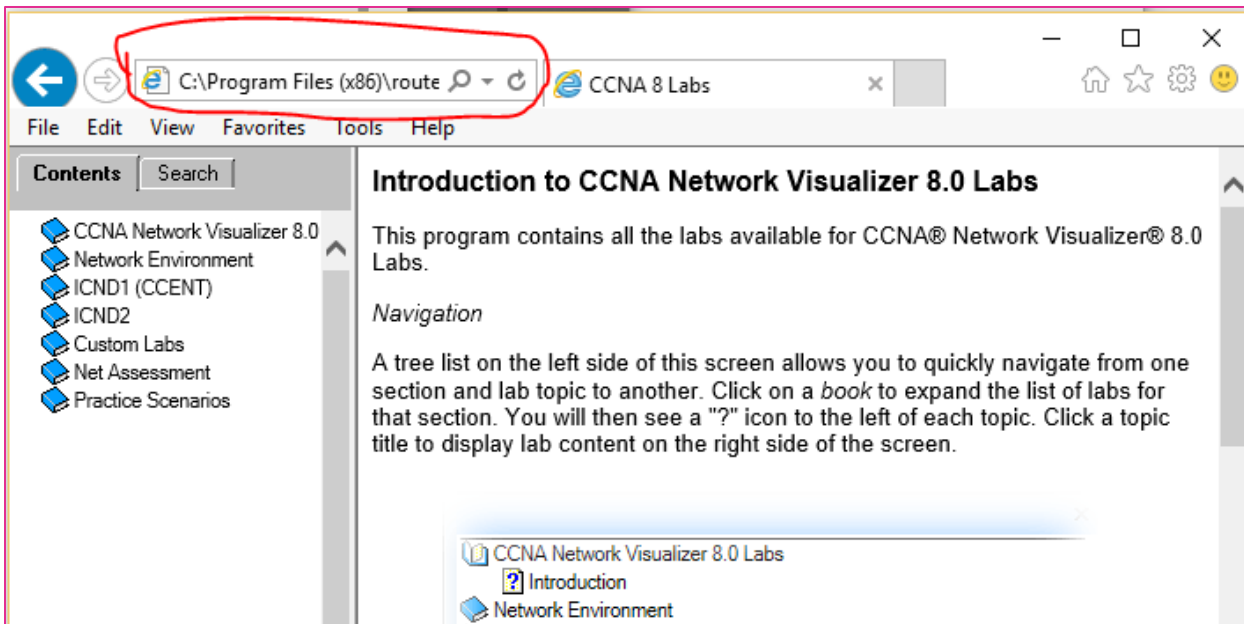 C:\Program Files (x86)\route
CCNA 8 Labs
File Edit View Favorites Tools Help
Contents Search
CCNA Network Visualizer 8.0
Network Environment
ICND1 (CCENT)
ICND2
Custom Labs
Net Assessment
Practice Scenarios
Introduction to CCNA Network Visualizer 8.0 Labs
This program contains all the labs available for CCNA® Network Visualizer® 8.0
Labs.
Navigation
A tree list on the left side of this screen allows you to quickly navigate from one
section and lab topic to another. Click on a book to expand the list of labs for
that section. You will then see a "?" icon to the left of each topic. Click a topic
title to display lab content on the right side of the screen.
CCNA Network Visualizer 8.0 Labs
? Introduction
Network Environment